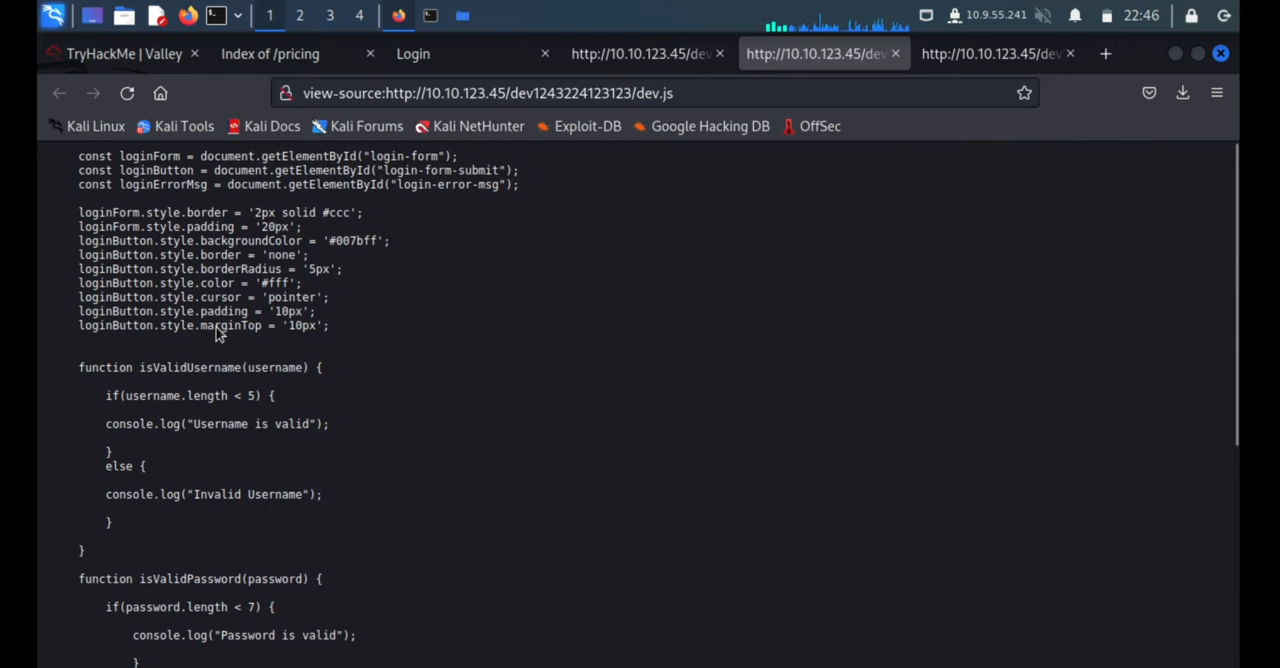 1 2 3 4 10.9.55.241 22:46
TryHackMe | Valley Index of /pricing Login http://10.10.123.45/dev http://10.10.123.45/dev http://10.10.123.45/dev
view-source:http://10.10.123.45/dev1243224123123/dev.js
Kali Linux Kali Tools Kali Docs Kali Forums Kali NetHunter Exploit-DB Google Hacking DB OffSec
const loginForm = document.getElementById("login-form");
const loginButton = document.getElementById("login-form-submit");
const loginErrorMsg = document.getElementById("login-error-msg");
loginForm.style.border = '2px solid #ccc';
loginForm.style.padding = '20px';
loginButton.style.backgroundColor = '#007bff';
loginButton.style.border = 'none';
loginButton.style.borderRadius = '5px';
loginButton.style.color = '#fff';
loginButton.style.cursor = 'pointer';
loginButton.style.padding = '10px';
loginButton.style.marginTop = '10px';
function isValidUsername(username) {
if(username.length < 5) {
console.log("Username is valid");
}
else {
console.log("Invalid Username");
}
}
function isValidPassword(password) {
if(password.length < 7) {
console.log("Password is valid");
}